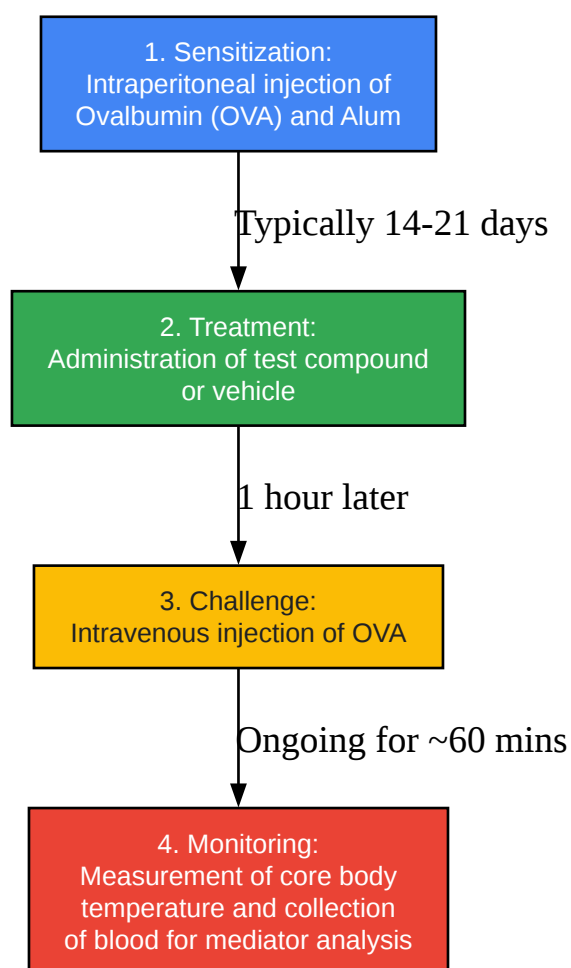 1. Sensitization:
Intraperitoneal injection of
Ovalbumin (OVA) and Alum
Typically 14-21 days
2. Treatment:
Administration of test compound
or vehicle
1 hour later
3. Challenge:
Intravenous injection of OVA
Ongoing for ~60 mins
4. Monitoring:
Measurement of core body
temperature and collection
of blood for mediator analysis